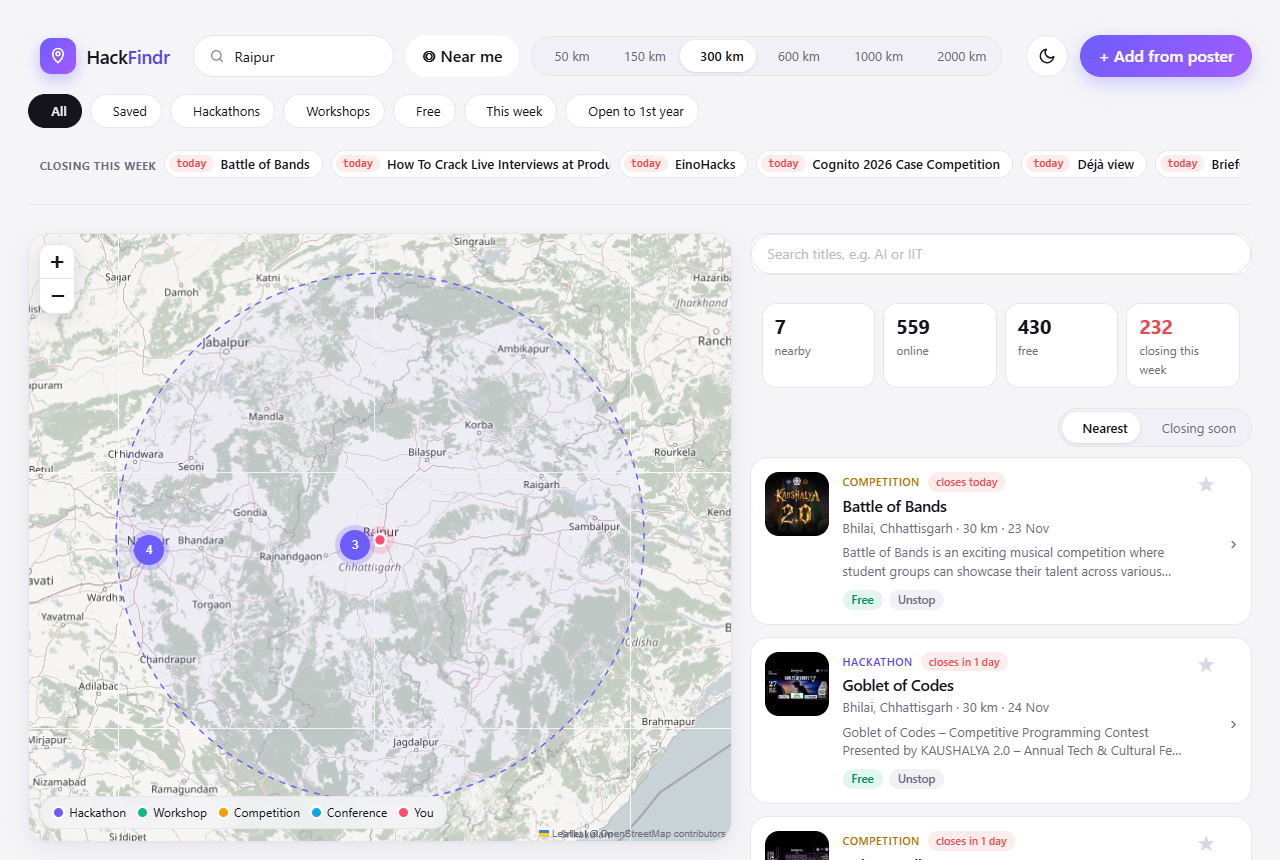 HackFindr
Raipur
Near me
50 km
150 km
300 km
600 km
1000 km
2000 km
+ Add from poster
All
Saved
Hackathons
Workshops
Free
This week
Open to 1st year
CLOSING THIS WEEK
today Battle of Bands
today How To Crack Live Interviews at Produ
today EinoHacks
today Cognito 2026 Case Competition
today Déjà view
today Brief
+
−
Singrauli
Sagar
Katni
Damoh
Hazarib
Jharkhand
Jabalpur
Ambikapur
Ranch
apuram
Mandla
Korba
Chhindwara
Seoni
Bilaspur
Rourkela
Betul
Raigarh
Gondia
Kend
Sambalpur
Raipur
Bhandara
4
3
Rajnandgaon
Chhattisgarh
avati
Wardha
Torgaon
Yavatmal
Odisha
Chandrapur
Adilabad
Brahmapur
Mirjapur
Jagdalpur
Nizamabad
Ramagundam
Hackathon
Workshop
Competition
Conference
You
Siddipet
Leaflet | © OpenStreetMap contributors
Search titles, e.g. AI or IIT
7
nearby
559
online
430
free
232
closing this
week
Nearest
Closing soon
KAUSHALYA
2.0
COMPETITION closes today
Battle of Bands
Bhilai, Chhattisgarh · 30 km · 23 Nov
Battle of Bands is an exciting musical competition where
student groups can showcase their talent across various...
Free
Unstop
HACKATHON closes in 1 day
Goblet of Codes
Bhilai, Chhattisgarh · 30 km · 24 Nov
Goblet of Codes – Competitive Programming Contest
Presented by KAUSHALYA 2.0 – Annual Tech & Cultural Fe...
Free
Unstop
COMPETITION closes in 1 day